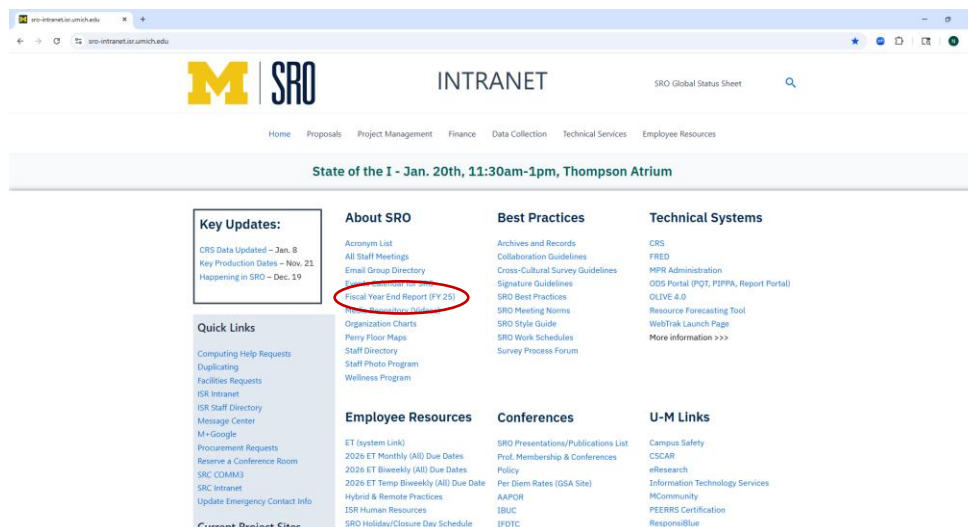 sro-intranet.isr.umich.edu
sro-intranet.isr.umich.edu
M | SRO
INTRANET
SRO Global Status Sheet
Home Proposals Project Management Finance Data Collection Technical Services Employee Resources
State of the I - Jan. 20th, 11:30am-1pm, Thompson Atrium
Key Updates:
CRS Data Updated – Jan. 8
Key Production Dates – Nov. 21
Happening in SRO – Dec. 19
Quick Links
Computing Help Requests
Duplicating
Facilities Requests
ISR Intranet
ISR Staff Directory
Message Center
M+Google
Procurement Requests
Reserve a Conference Room
SRC COMM3
SRC Intranet
Update Emergency Contact Info
Current Project Sites
About SRO
Acronym List
All Staff Meetings
Email Group Directory
Events Calendar for SRO
Fiscal Year End Report (FY 25)
Media Repository (Videos)
Organization Charts
Perry Floor Maps
Staff Directory
Staff Photo Program
Wellness Program
Best Practices
Archives and Records
Collaboration Guidelines
Cross-Cultural Survey Guidelines
Signature Guidelines
SRO Best Practices
SRO Meeting Norms
SRO Style Guide
SRO Work Schedules
Survey Process Forum
Technical Systems
CRS
FRED
MPR Administration
ODS Portal (PQT, PIPPA, Report Portal)
OLIVE 4.0
Resource Forecasting Tool
WebTrak Launch Page
More information >>>
Employee Resources
ET (system Link)
2026 ET Monthly (All) Due Dates
2026 ET Biweekly (All) Due Dates
2026 ET Temp Biweekly (All) Due Date
Hybrid & Remote Practices
ISR Human Resources
SRO Holiday/Closure Day Schedule
Conferences
SRO Presentations/Publications List
Prof. Membership & Conferences
Policy
Per Diem Rates (GSA Site)
AAPOR
IBUC
IFDTC
U-M Links
Campus Safety
CSCAR
eResearch
Information Technology Services
MCommunity
PEERRS Certification
ResponsiBlue